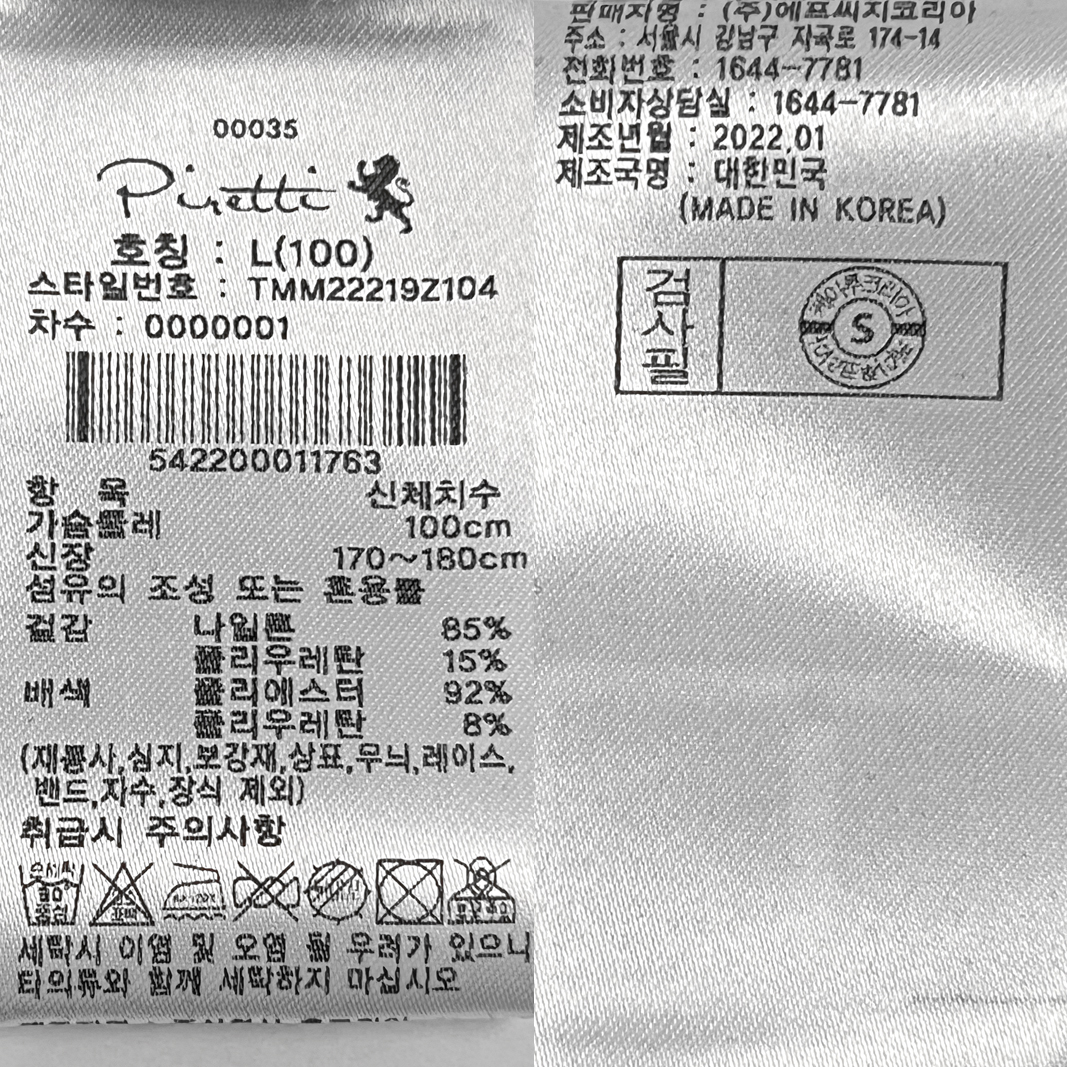 00035
Piretti
호칭 : L(100)
스타일번호 : TMM22219Z104
차수 : 0000001
542200011763
항 목 신체치수
가슴둘레 100cm
신장 170~180cm
섬유의 조성 또는 혼용률
겉감 나일론 85%
폴리우레탄 15%
배색 폴리에스터 92%
폴리우레탄 8%
(재봉사,심지,보강재,상표,무늬,레이스,
밴드,자수,장식 제외)
취급시 주의사항
30°
중성
세탁시 이염 및 오염 될 우려가 있으니
타의류와 함께 세탁하지 마십시오
판매자명 : (주)에프씨지코리아
주소 : 서울시 강남구 자곡로 174-14
전화번호 : 1644-7781
소비자상담실 : 1644-7781
제조년월 : 2022.01
제조국명 : 대한민국
(MADE IN KOREA)
검사필
S